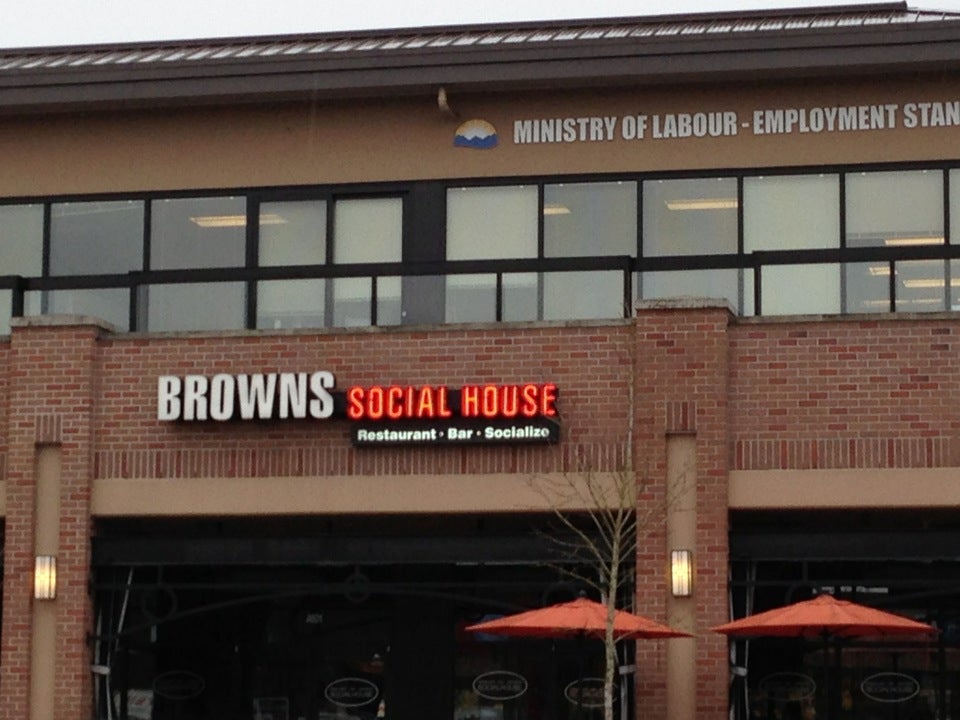 MINISTRY OF LABOUR - EMPLOYMENT STAN
BROWNS SOCIAL HOUSE
Restaurant · Bar · Socialize